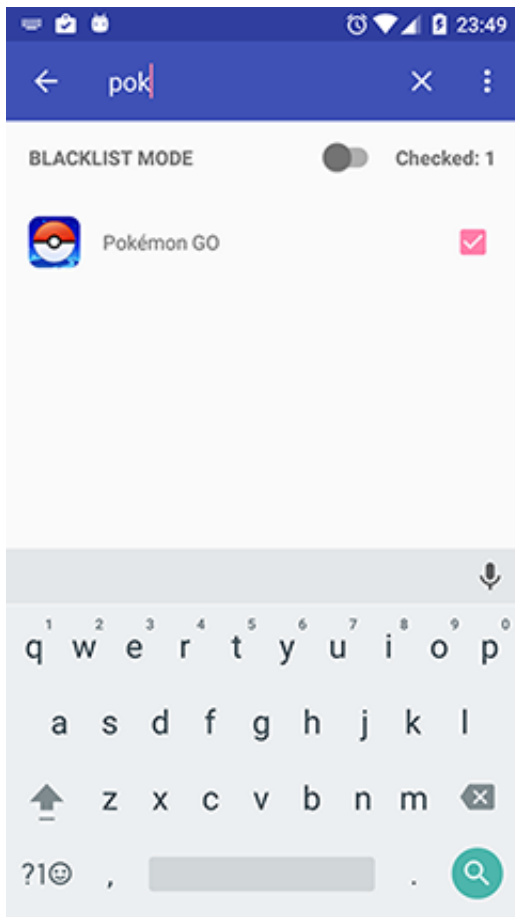 23:49
pok
BLACKLIST MODE Checked: 1
Pokémon GO
1 2 3 4 5 6 7 8 9 0
q w e r t y u i o p
a s d f g h j k l
z x c v b n m
?1☺ , .